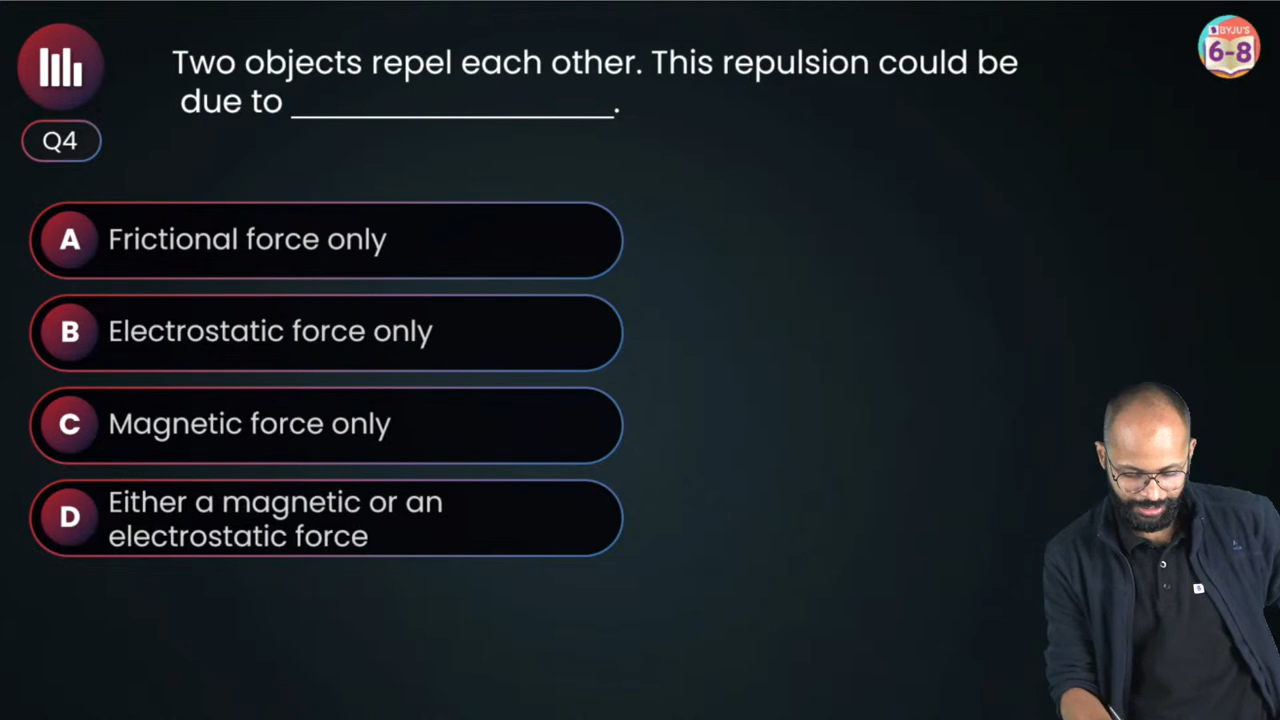 Two objects repel each other. This repulsion could be
due to ____________________.
BYJU'S
6-8
Q4
A Frictional force only
B Electrostatic force only
C Magnetic force only
D Either a magnetic or an
electrostatic force